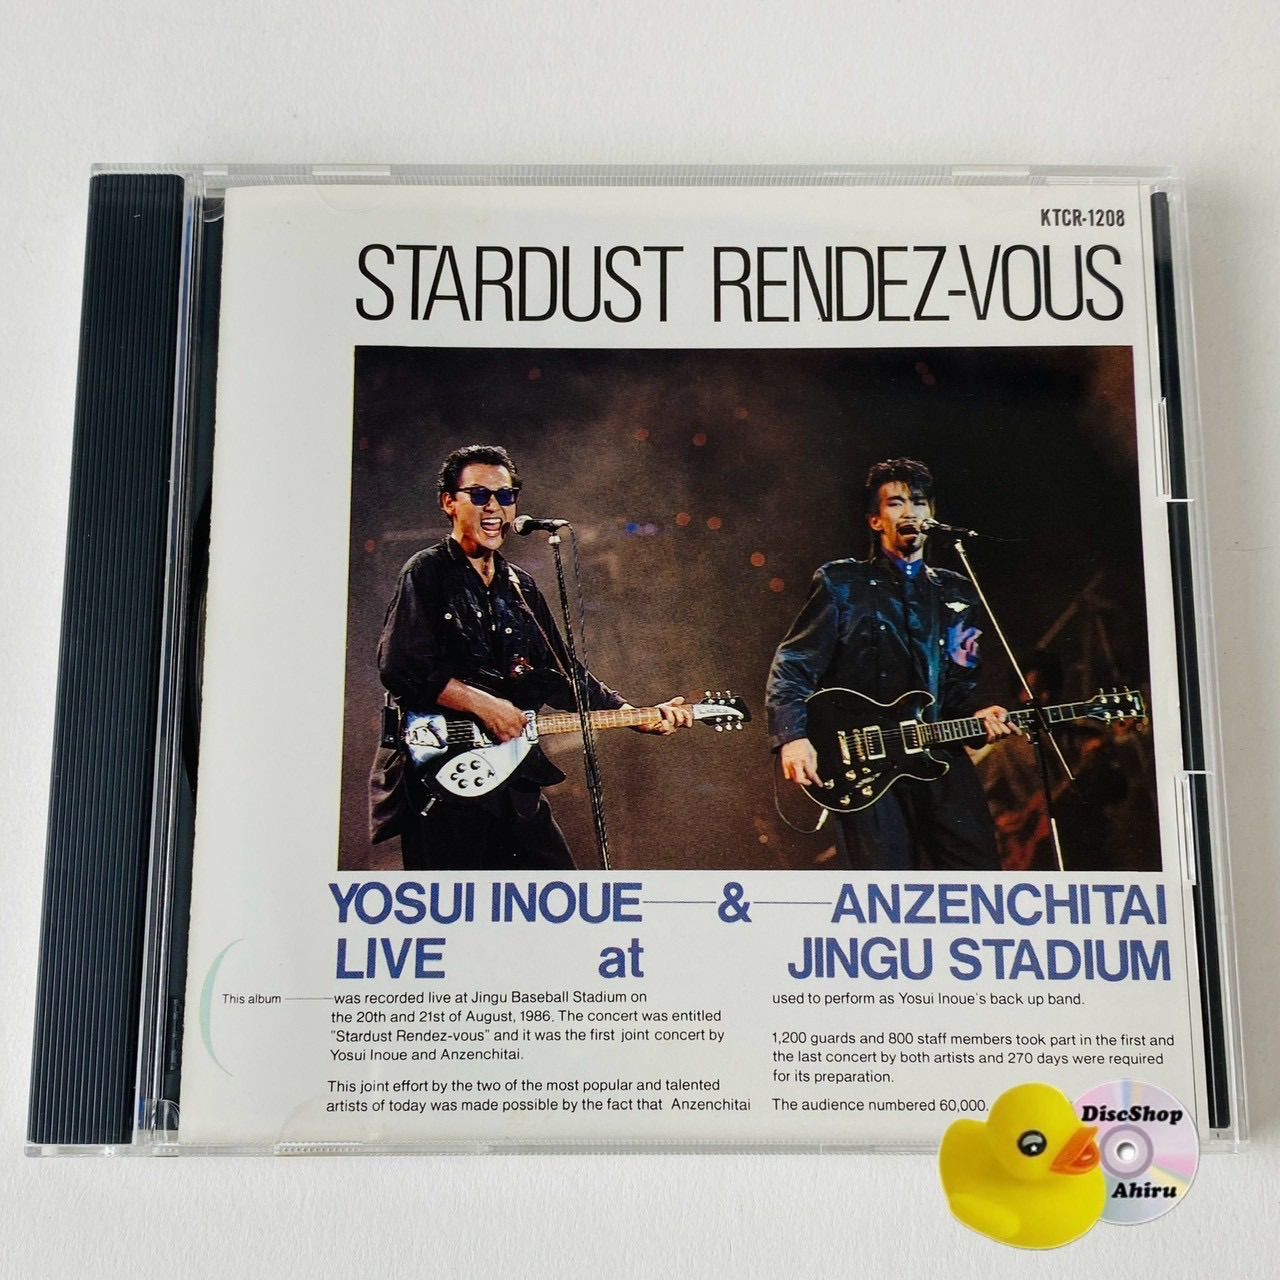 KTCR-1208
STARDUST RENDEZ-VOUS
YOSUI INOUE — & — ANZENCHITAI
LIVE at JINGU STADIUM
This album ——— was recorded live at Jingu Baseball Stadium on
the 20th and 21st of August, 1986. The concert was entitled
"Stardust Rendez-vous" and it was the first joint concert by
Yosui Inoue and Anzenchitai.
This joint effort by the two of the most popular and talented
artists of today was made possible by the fact that Anzenchitai
used to perform as Yosui Inoue's back up band.
1,200 guards and 800 staff members took part in the first and
the last concert by both artists and 270 days were required
for its preparation.
The audience numbered 60,000.
DiscShop
Ahiru